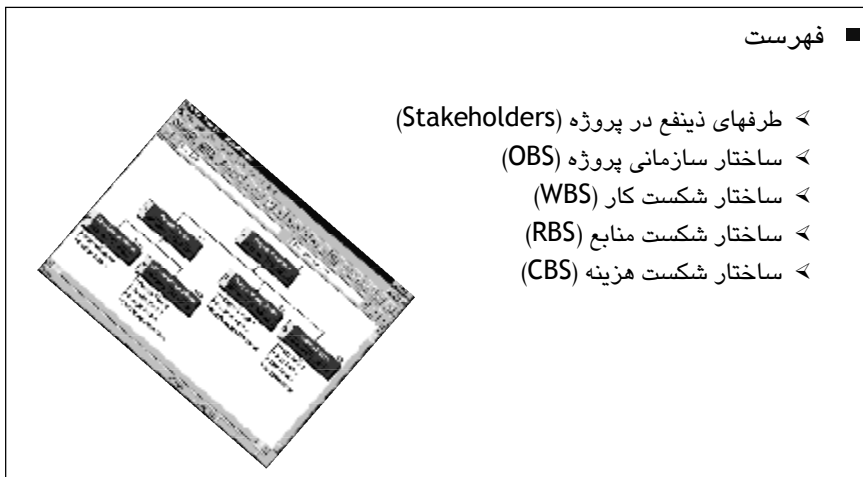 فهرست
طرفهای ذینفع در پروژه (Stakeholders)
ساختار سازمانی پروژه (OBS)
ساختار شکست کار (WBS)
ساختار شکست منابع (RBS)
ساختار شکست هزینه (CBS)